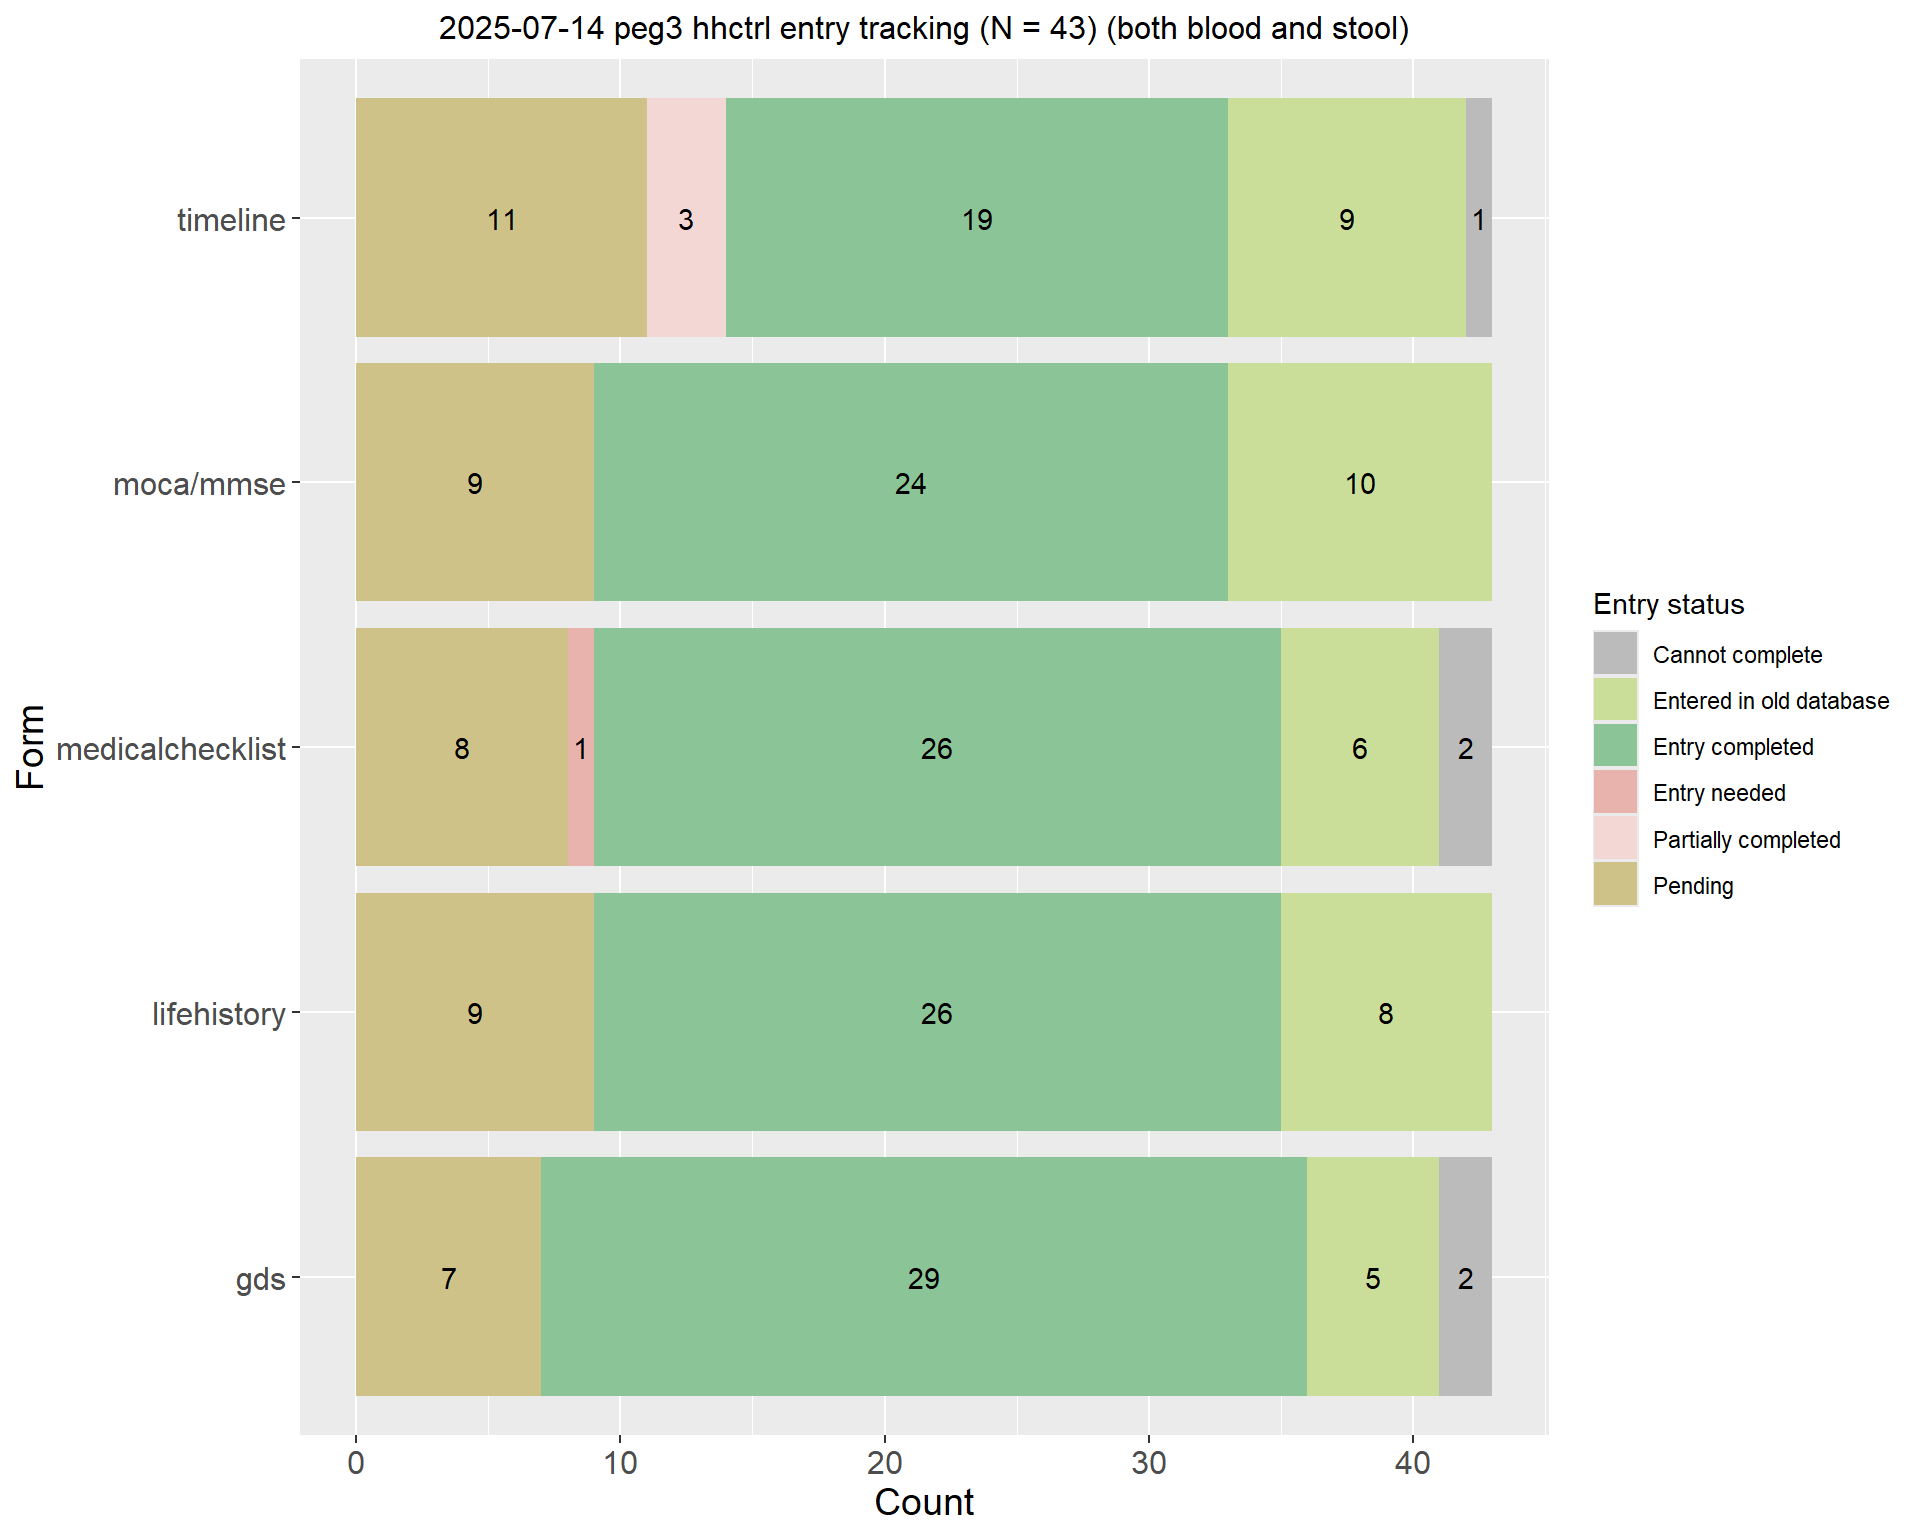 2025-07-14 peg3 hhctrl entry tracking (N = 43) (both blood and stool)
timeline
11
3
19
9
1
moca/mmse
9
24
10
medicalchecklist
8
1
26
6
2
lifehistory
9
26
8
gds
7
29
5
2
0
10
20
30
40
Count
Form
Entry status
Cannot complete
Entered in old database
Entry completed
Entry needed
Partially completed
Pending